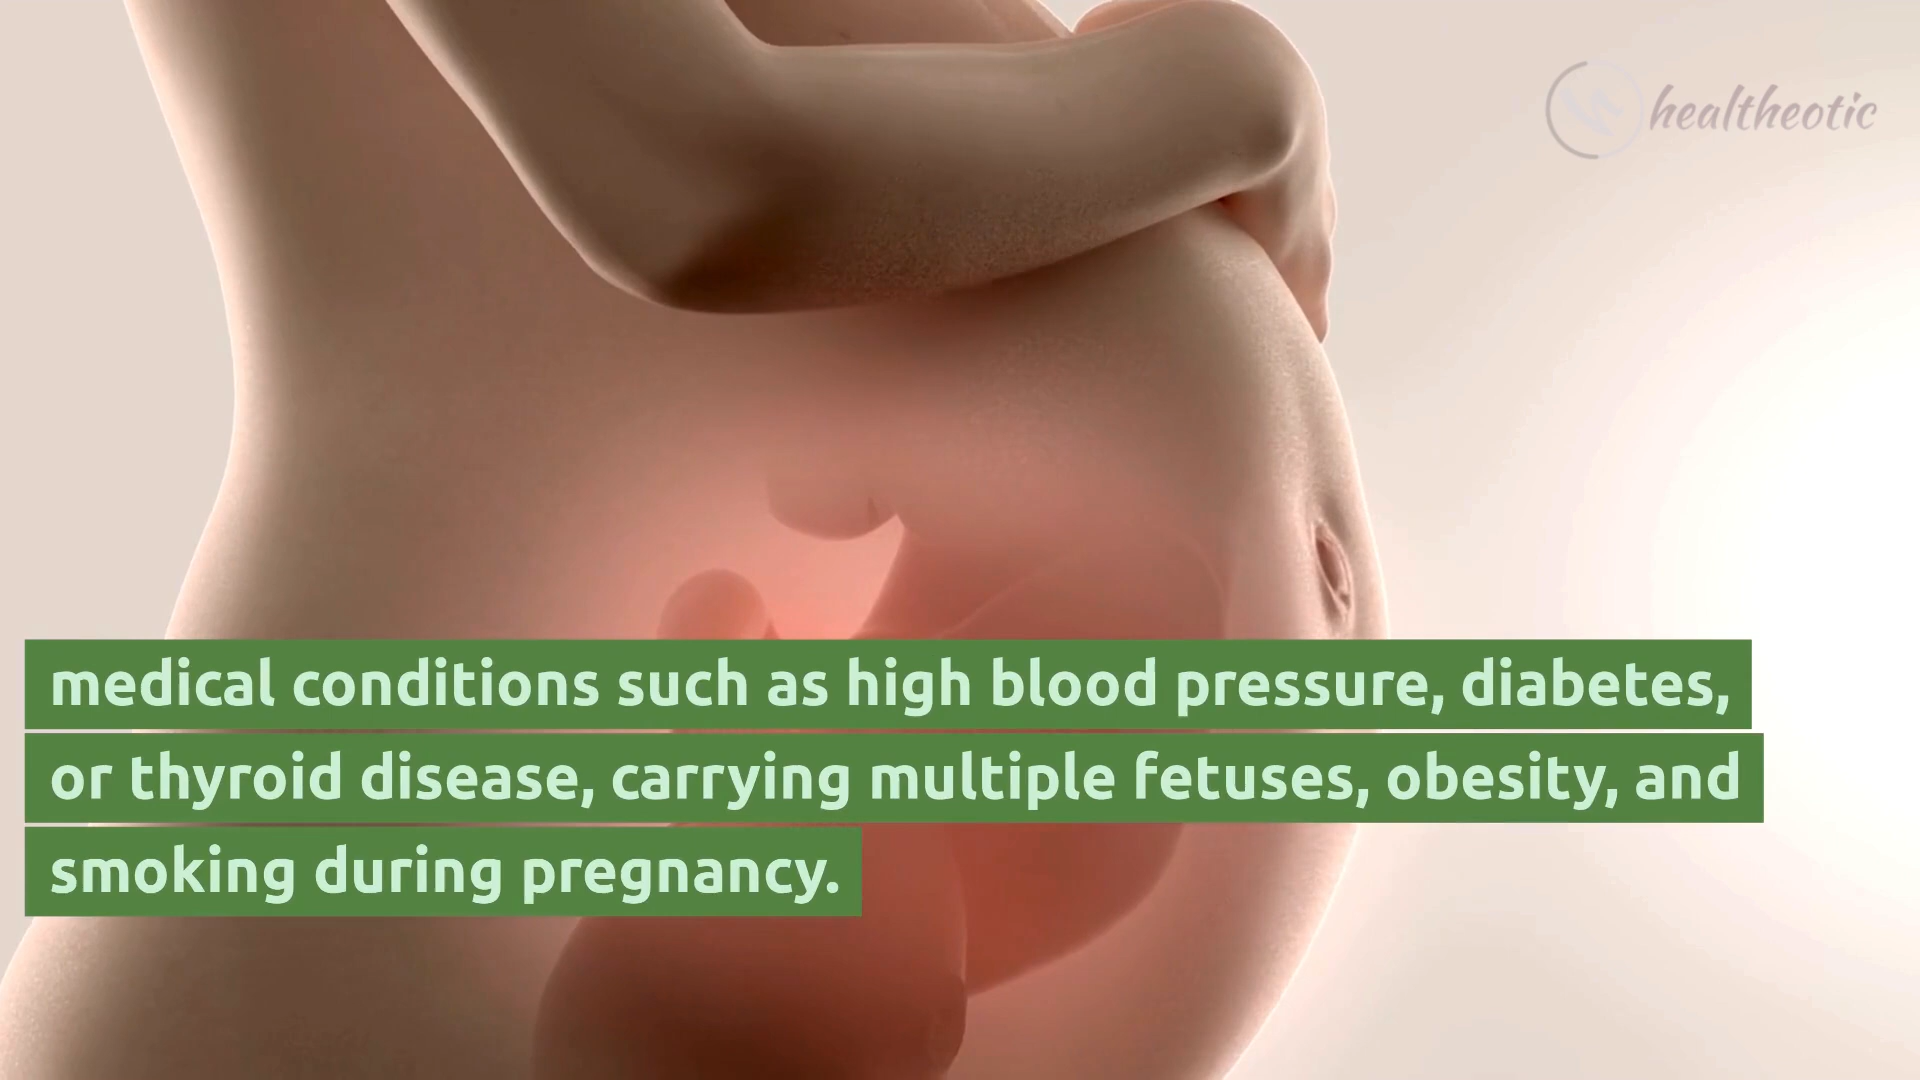 healtheotic
medical conditions such as high blood pressure, diabetes,
or thyroid disease, carrying multiple fetuses, obesity, and
smoking during pregnancy.